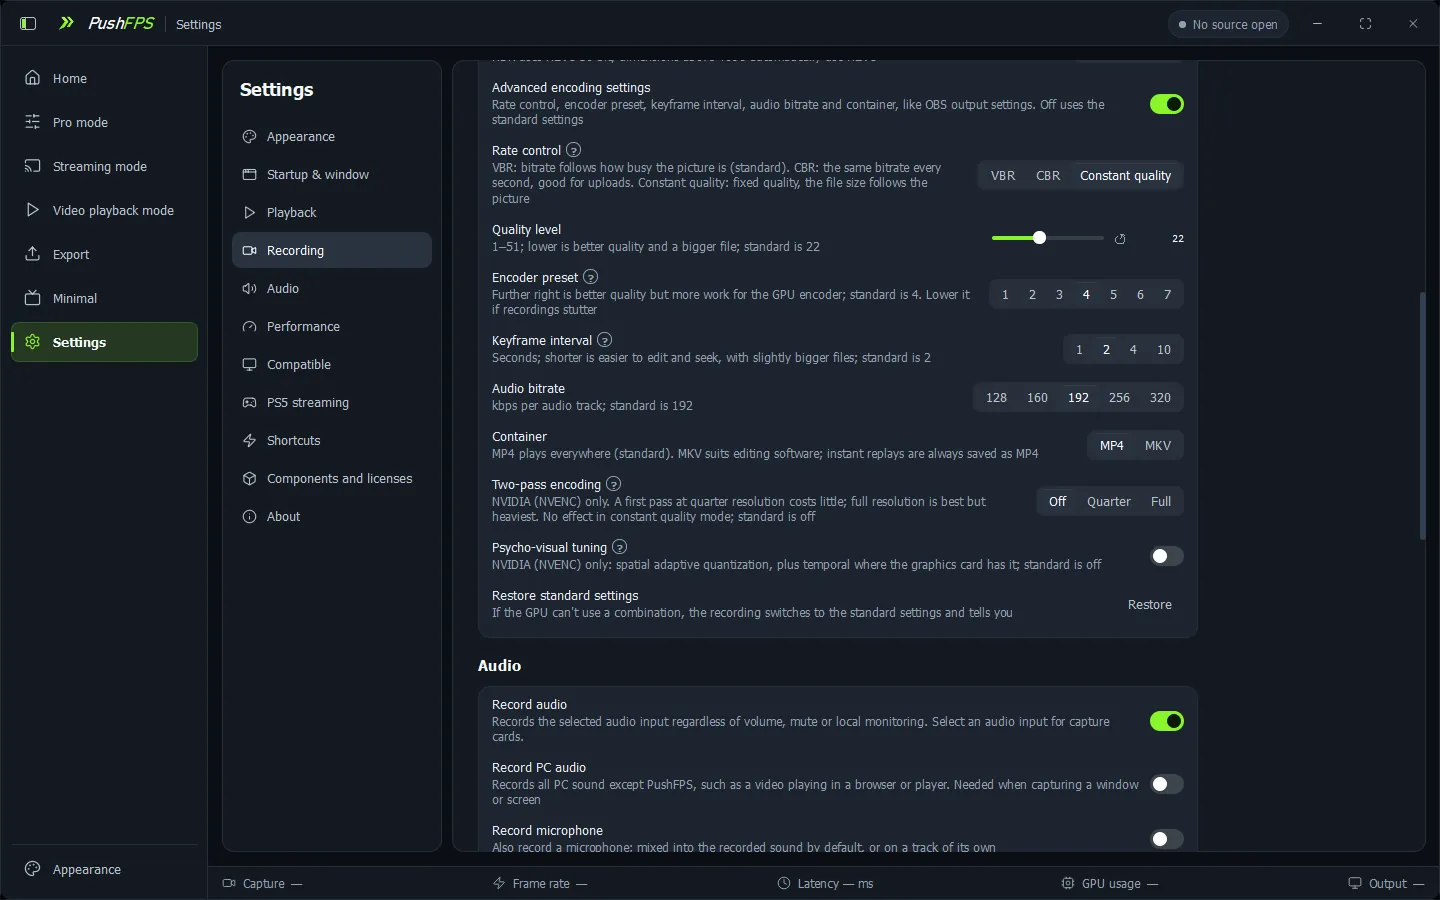 PushFPS
Settings
No source open
Home
Pro mode
Streaming mode
Video playback mode
Export
Minimal
Settings
Appearance
Settings
Appearance
Startup & window
Playback
Recording
Audio
Performance
Compatible
PS5 streaming
Shortcuts
Components and licenses
About
Advanced encoding settings
Rate control, encoder preset, keyframe interval, audio bitrate and container, like OBS output settings. Off uses the
standard settings
Rate control ?
VBR: bitrate follows how busy the picture is (standard). CBR: the same bitrate every
second, good for uploads. Constant quality: fixed quality, the file size follows the
picture
VBR CBR Constant quality
Quality level
1–51; lower is better quality and a bigger file; standard is 22
22
Encoder preset ?
Further right is better quality but more work for the GPU encoder; standard is 4. Lower it
if recordings stutter
1 2 3 4 5 6 7
Keyframe interval ?
Seconds; shorter is easier to edit and seek, with slightly bigger files; standard is 2
1 2 4 10
Audio bitrate
kbps per audio track; standard is 192
128 160 192 256 320
Container
MP4 plays everywhere (standard). MKV suits editing software; instant replays are always saved as MP4
MP4 MKV
Two-pass encoding ?
NVIDIA (NVENC) only. A first pass at quarter resolution costs little; full resolution is best but
heaviest. No effect in constant quality mode; standard is off
Off Quarter Full
Psycho-visual tuning ?
NVIDIA (NVENC) only: spatial adaptive quantization, plus temporal where the graphics card has it; standard is off
Restore standard settings
If the GPU can't use a combination, the recording switches to the standard settings and tells you
Restore
Audio
Record audio
Records the selected audio input regardless of volume, mute or local monitoring. Select an audio input for capture
cards.
Record PC audio
Records all PC sound except PushFPS, such as a video playing in a browser or player. Needed when capturing a window
or screen
Record microphone
Also record a microphone: mixed into the recorded sound by default, or on a track of its own
Capture —
Frame rate —
Latency — ms
GPU usage —
Output —